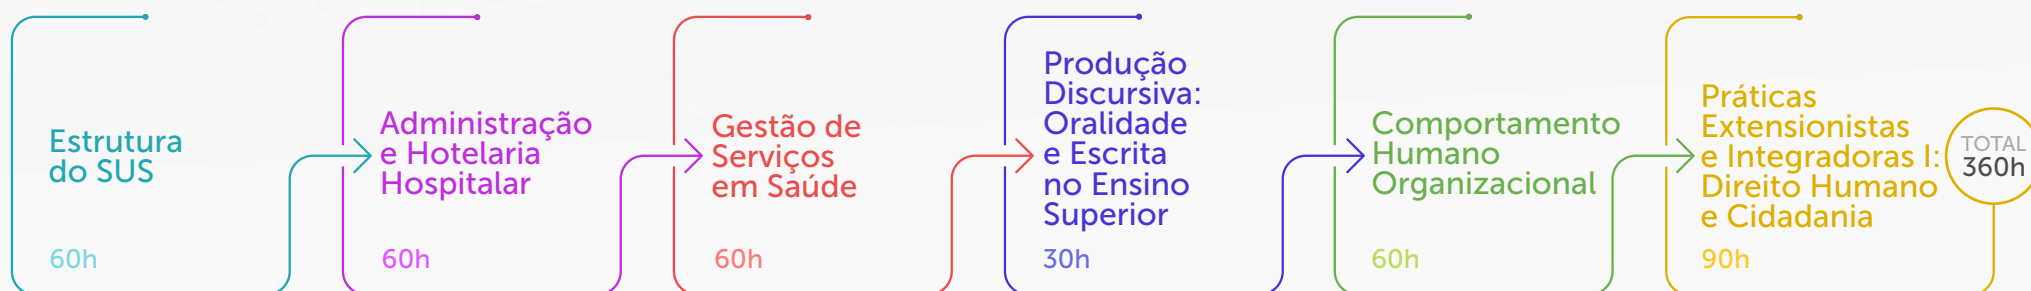 Estrutura
do SUS
60h
Administração
e Hotelaria
Hospitalar
60h
Gestão de
Serviços
em Saúde
60h
Produção
Discursiva:
Oralidade
e Escrita
no Ensino
Superior
30h
Comportamento
Humano
Organizacional
60h
Práticas
Extensionistas
e Integradoras I:
Direito Humano
e Cidadania
90h
TOTAL
360h